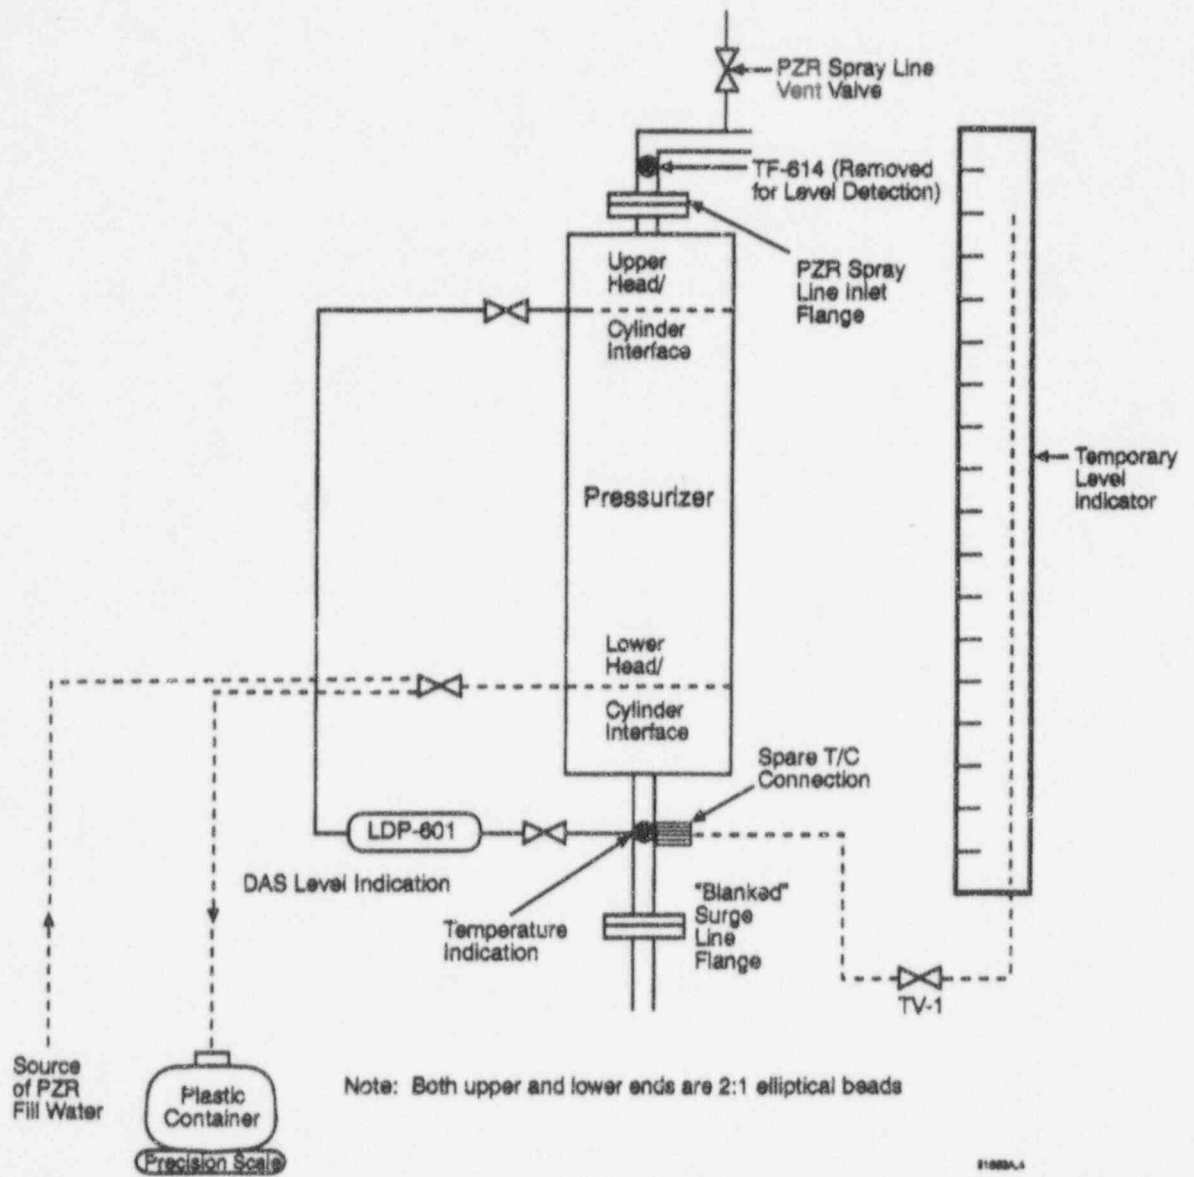 PZR Spray Line
Vent Valve
TF-614 (Removed
for Level Detection)
Upper
Head/
PZR Spray
Line Inlet
Flange
Cylinder
Interface
Temporary
Level
Indicator
Pressurizer
Lower
Head/
Cylinder
Interface
Spare T/C
Connection
LDP-601
DAS Level Indication
"Blanked"
Surge
Line
Flange
Temperature
Indication
TV-1
Source
of PZR
Fill Water
Plastic
Container
Precision Scale
Note: Both upper and lower ends are 2:1 elliptical beads